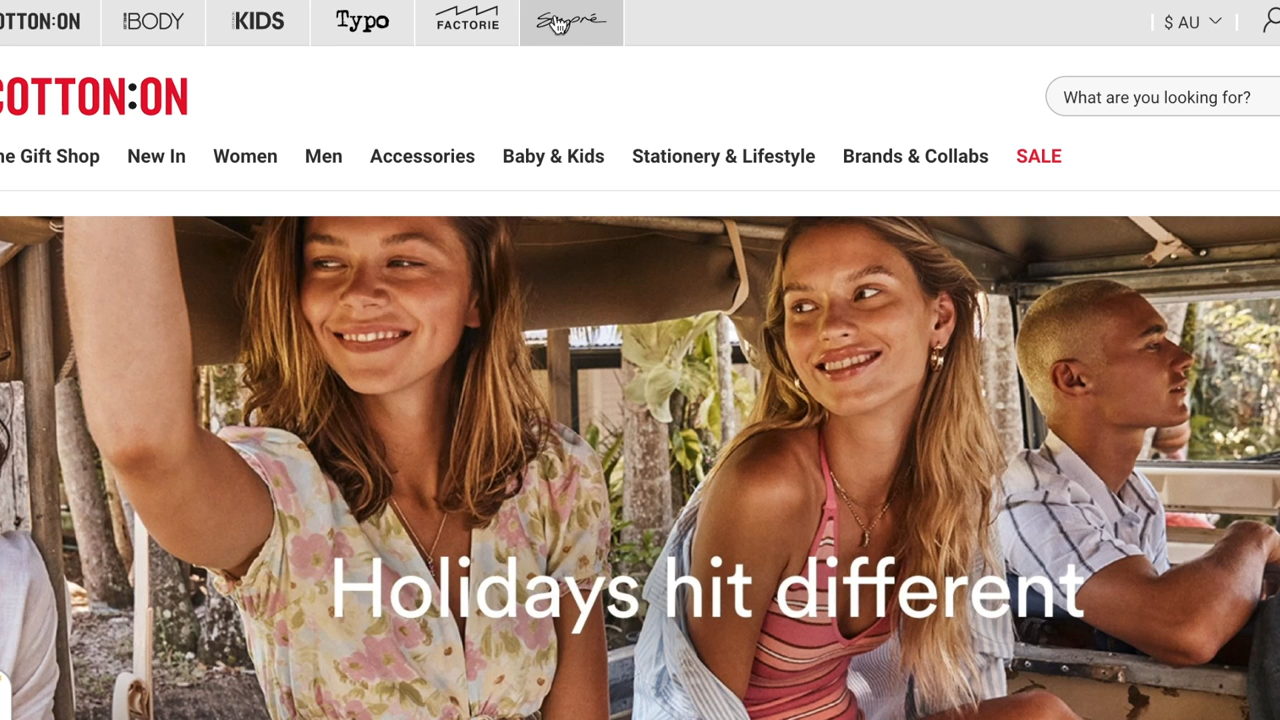 OTTON:ON
BODY
KIDS
Typo
FACTORIE
$ AU
COTTON:ON
What are you looking for?
he Gift Shop
New In
Women
Men
Accessories
Baby & Kids
Stationery & Lifestyle
Brands & Collabs
SALE
Holidays hit different